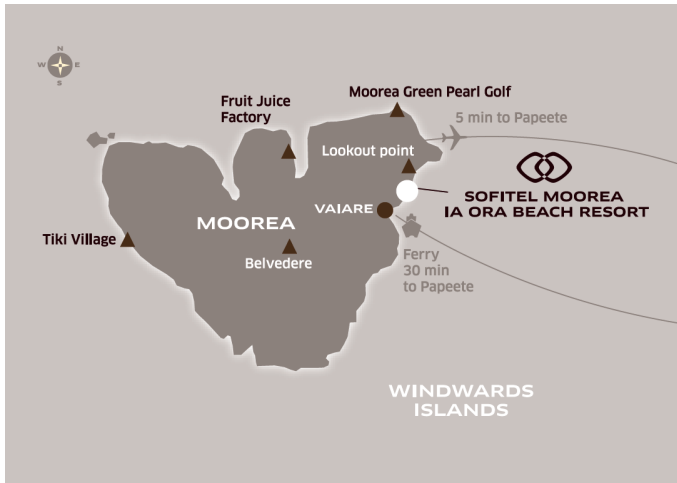 N
W E
S
Moorea Green Pearl Golf
Fruit Juice
Factory
5 min to Papeete
Lookout point
SOFITEL MOOREA
IA ORA BEACH RESORT
VAIARE
MOOREA
Tiki Village
Belvedere
Ferry
30 min
to Papeete
WINDWARDS
ISLANDS